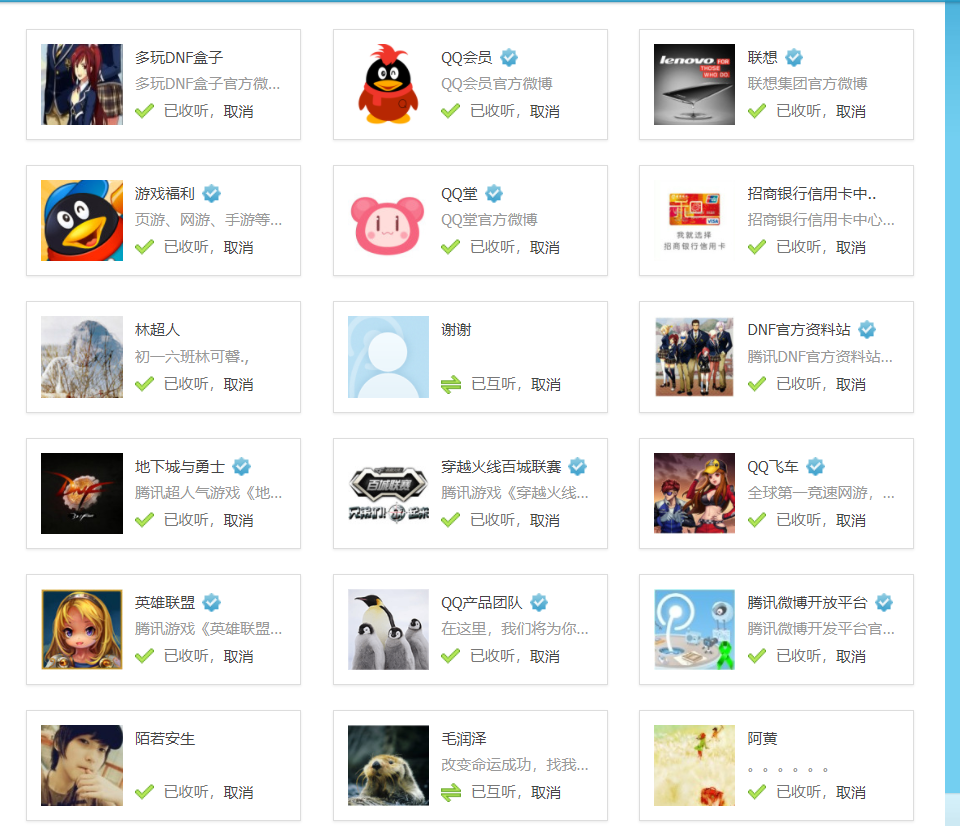 多玩DNF盒子
多玩DNF盒子官方微...
已收听，取消
QQ会员
QQ会员官方微博
已收听，取消
lenovo FOR
THOSE
WHO DO.
联想
联想集团官方微博
已收听，取消
游戏福利
页游、网游、手游等...
已收听，取消
QQ堂
QQ堂官方微博
已收听，取消
VISA
我就选择
招商银行信用卡
招商银行信用卡中..
招商银行信用卡中心...
已收听，取消
林超人
初一六班林可馨.，
已收听，取消
谢谢
已互听，取消
DNF官方资料站
腾讯DNF官方资料站...
已收听，取消
DNF
地下城与勇士
腾讯超人气游戏《地...
已收听，取消
百城联赛
穿越火线百城联赛
腾讯游戏《穿越火线...
已收听，取消
QQ飞车
全球第一竞速网游，...
已收听，取消
英雄联盟
腾讯游戏《英雄联盟...
已收听，取消
QQ产品团队
在这里，我们将为你...
已收听，取消
腾讯微博开放平台
腾讯微博开发平台官...
已收听，取消
陌若安生
已收听，取消
毛润泽
改变命运成功，找我...
已互听，取消
阿黄
。。。。。。
已收听，取消